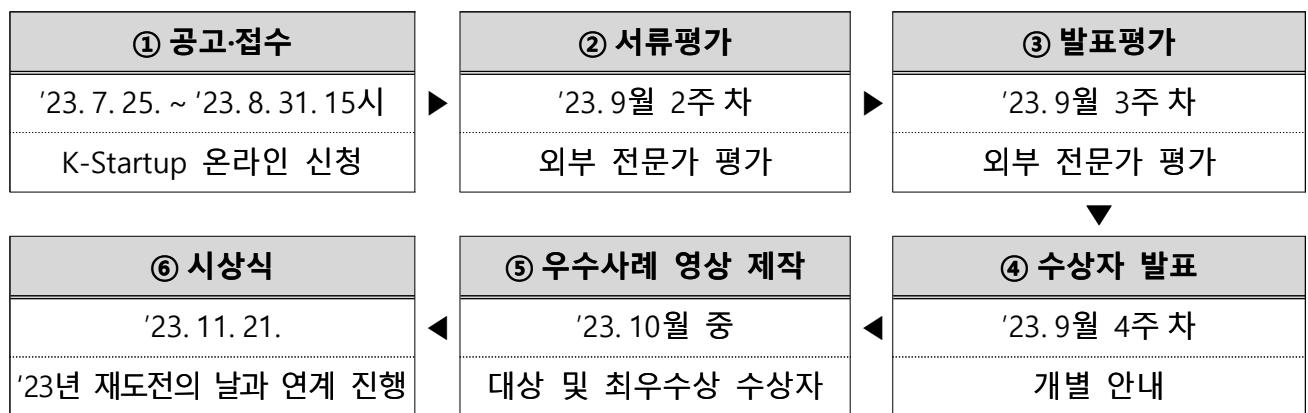 ① 공고·접수
'23. 7. 25. ~ '23. 8. 31. 15시
K-Startup 온라인 신청
▶
② 서류평가
'23. 9월 2주 차
외부 전문가 평가
▶
③ 발표평가
'23. 9월 3주 차
외부 전문가 평가
▼
④ 수상자 발표
'23. 9월 4주 차
개별 안내
◀
⑤ 우수사례 영상 제작
'23. 10월 중
대상 및 최우수상 수상자
◀
⑥ 시상식
'23. 11. 21.
'23년 재도전의 날과 연계 진행